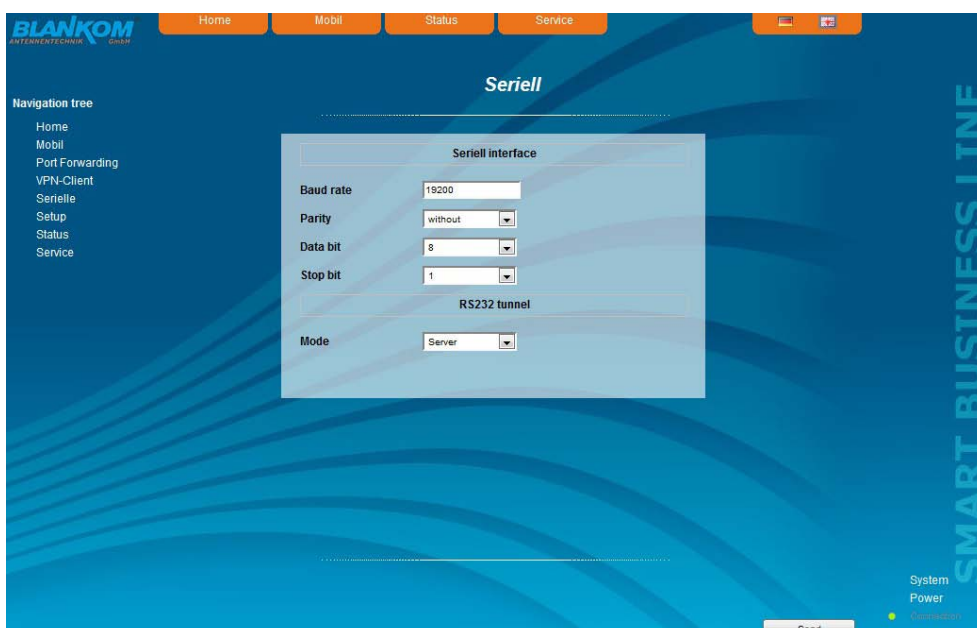 BLANKOM
ANTENNENTECHNIK GmbH
Home Mobil Status Service
Seriell
Navigation tree
Home
Mobil
Port Forwarding
VPN-Client
Serielle
Setup
Status
Service
Seriell interface
Baud rate 19200
Parity without
Data bit 8
Stop bit 1
RS232 tunnel
Mode Server
SMART BUSINESS LINE
System
Power
Connection
Send